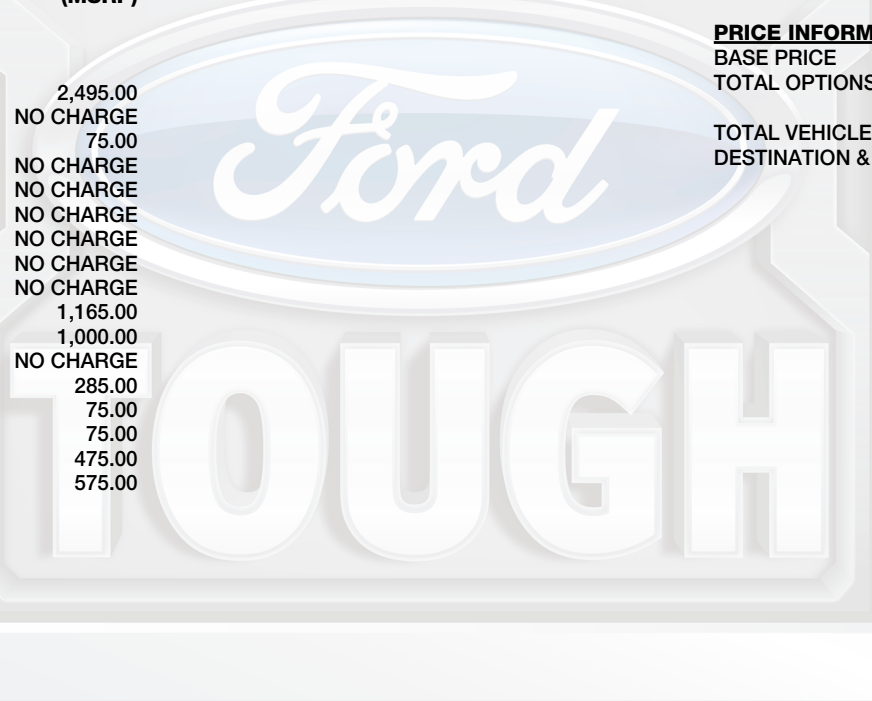 (MSRP)
2,495.00
NO CHARGE
75.00
NO CHARGE
NO CHARGE
NO CHARGE
NO CHARGE
NO CHARGE
NO CHARGE
1,165.00
1,000.00
NO CHARGE
285.00
75.00
75.00
475.00
575.00
PRICE INFORM
BASE PRICE
TOTAL OPTIONS
TOTAL VEHICLE
DESTINATION &
Ford
TOUGH